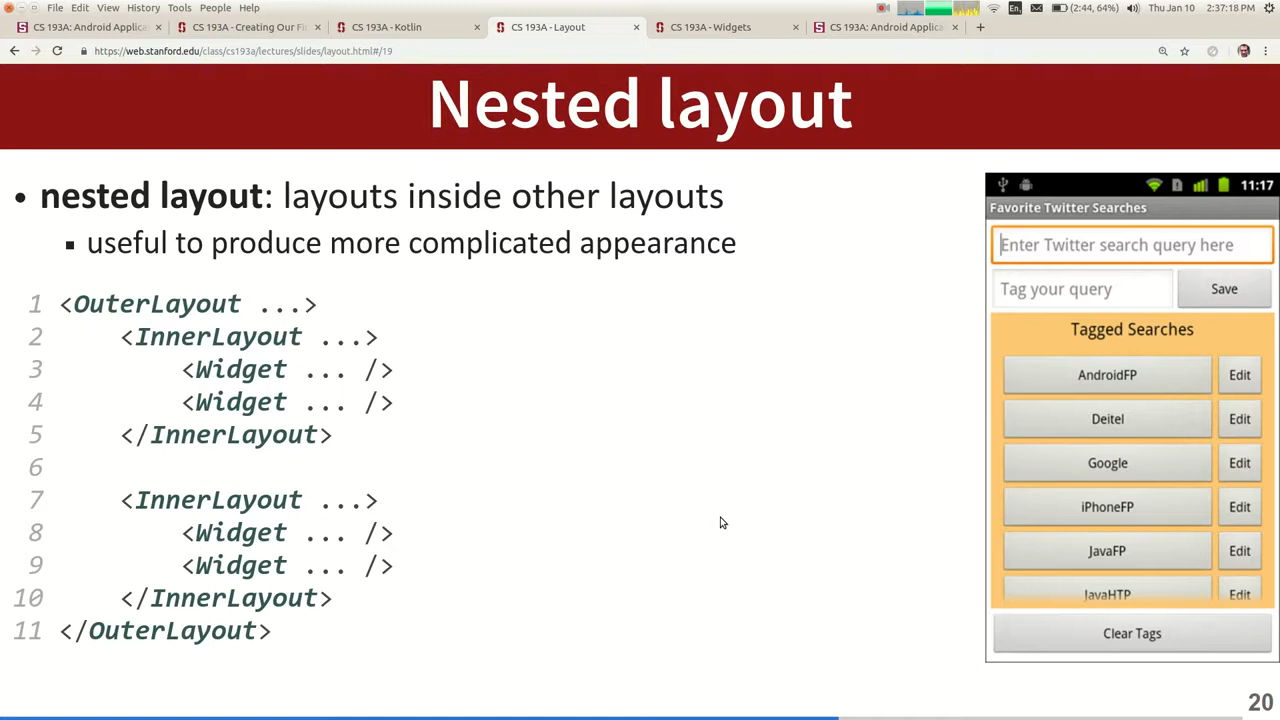 File Edit View History Tools People Help
En, (2:44, 64%) Thu Jan 10 2:37:18 PM
CS 193A: Android Applica
CS 193A - Creating Our Fi
CS 193A - Kotlin
CS 193A - Layout
CS 193A - Widgets
CS 193A: Android Applica
https://web.stanford.edu/class/cs193a/lectures/slides/layout.html#/19
Nested layout
• nested layout: layouts inside other layouts
▪ useful to produce more complicated appearance
1 <OuterLayout ...>
2 <InnerLayout ...>
3 <Widget ... />
4 <Widget ... />
5 </InnerLayout>
6
7 <InnerLayout ...>
8 <Widget ... />
9 <Widget ... />
10 </InnerLayout>
11 </OuterLayout>
11:17
Favorite Twitter Searches
Enter Twitter search query here
Tag your query Save
Tagged Searches
AndroidFP Edit
Deitel Edit
Google Edit
iPhoneFP Edit
JavaFP Edit
JavaHTP Edit
Clear Tags
20